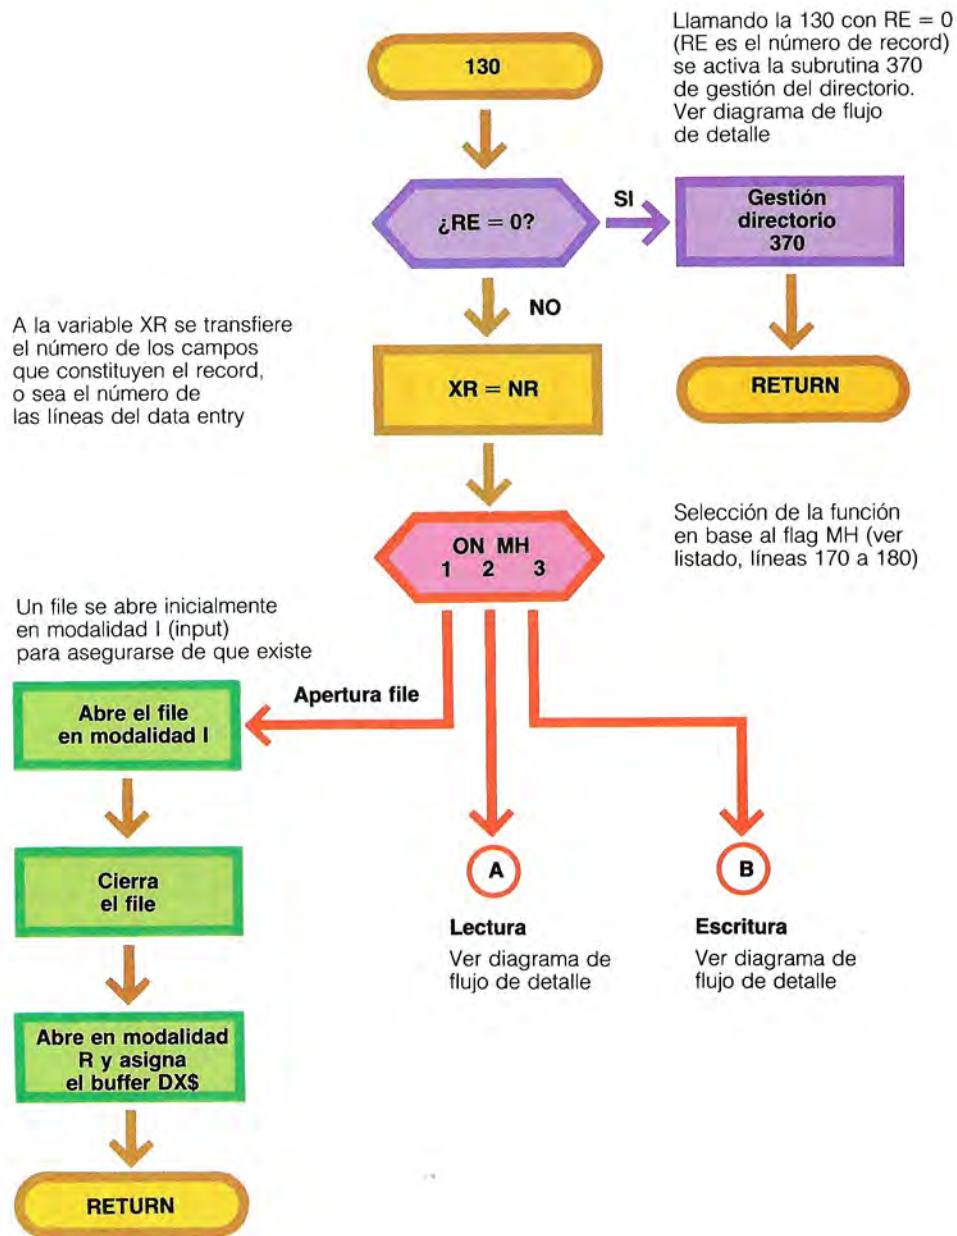 130
Llamando la 130 con RE = 0
(RE es el número de record)
se activa la subrutina 370
de gestión del directorio.
Ver diagrama de flujo
de detalle
¿RE = 0?
SI
Gestión
directorio
370
NO
RETURN
A la variable XR se transfiere
el número de los campos
que constituyen el record,
o sea el número de
las líneas del data entry
XR = NR
ON MH
1 2 3
Selección de la función
en base al flag MH (ver
listado, líneas 170 a 180)
Un file se abre inicialmente
en modalidad I (input)
para asegurarse de que existe
Apertura file
Abre el file
en modalidad I
Cierra
el file
Abre en modalidad
R y asigna
el buffer DX$
RETURN
A
Lectura
Ver diagrama de
flujo de detalle
B
Escritura
Ver diagrama de
flujo de detalle